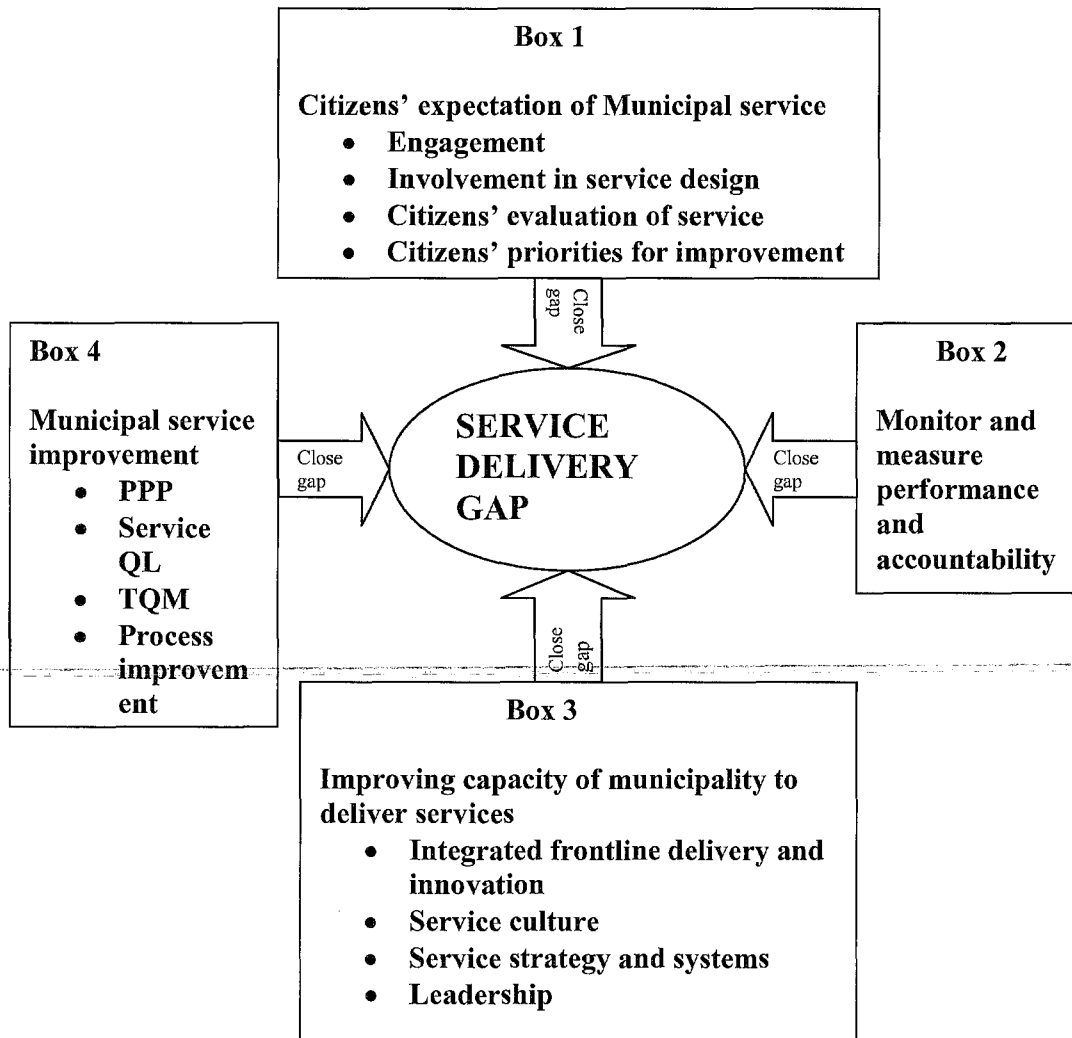 Box 1
Citizens' expectation of Municipal service
• Engagement
• Involvement in service design
• Citizens' evaluation of service
• Citizens' priorities for improvement
Close
gap
Box 4
Municipal service
improvement
• PPP
• Service
QL
• TQM
• Process
improvem
ent
Close
gap
SERVICE
DELIVERY
GAP
Close
gap
Box 2
Monitor and
measure
performance
and
accountability
Close
gap
Box 3
Improving capacity of municipality to
deliver services
• Integrated frontline delivery and
innovation
• Service culture
• Service strategy and systems
• Leadership